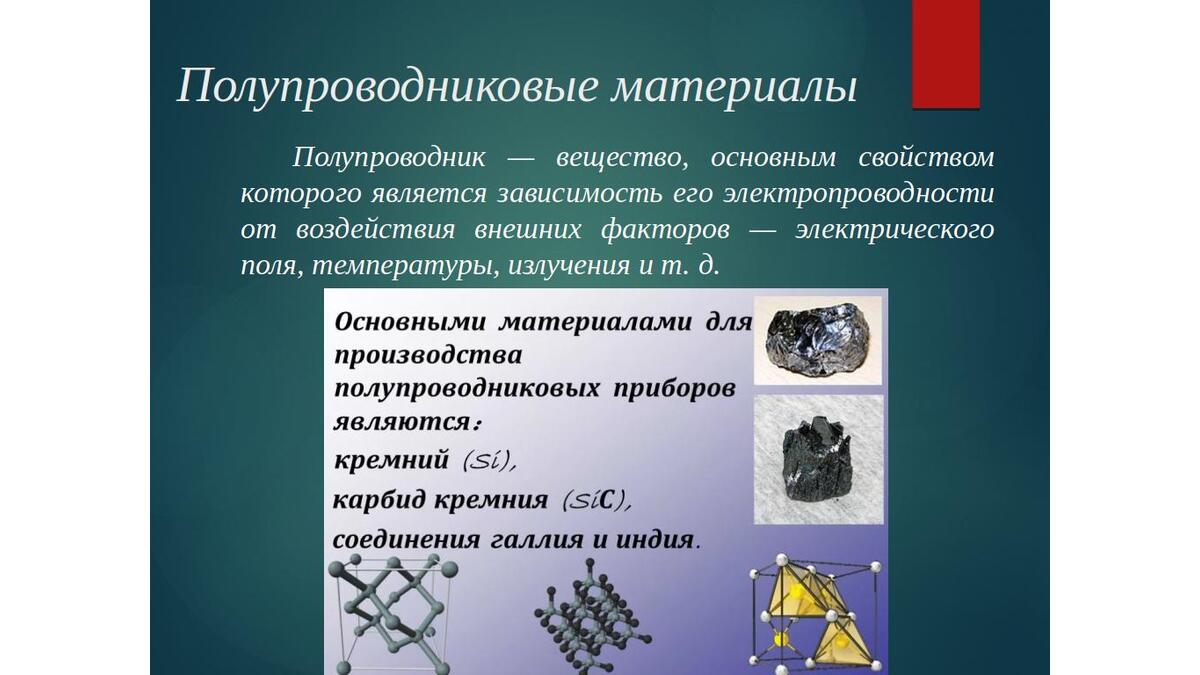 Полупроводниковые материалы
Полупроводник — вещество, основным свойством
которого является зависимость его электропроводности
от воздействия внешних факторов — электрического
поля, температуры, излучения и т. д.
Основными материалами для
производства
полупроводниковых приборов
являются:
кремний (Si),
карбид кремния (SiC),
соединения галлия и индия.